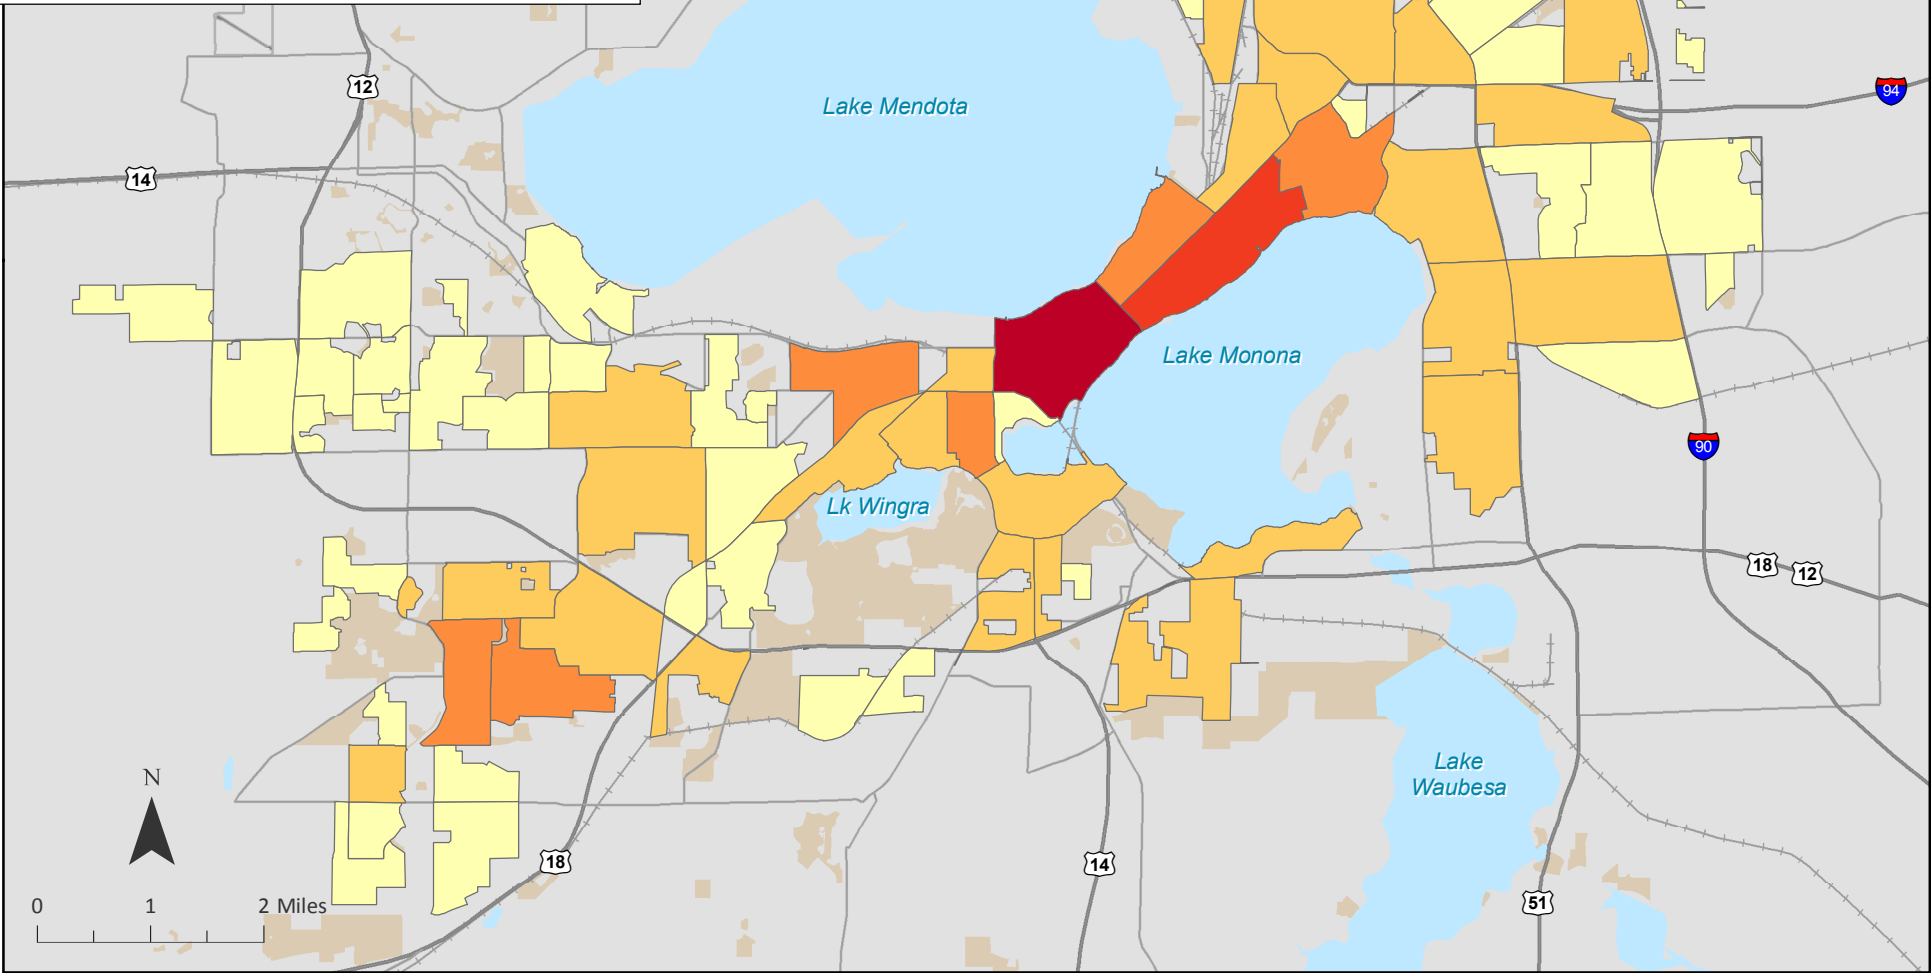 12
94
Lake Mendota
14
Lake Monona
90
Lk Wingra
18
12
Lake
Waubesa
N
18
14
51
0 1 2 Miles